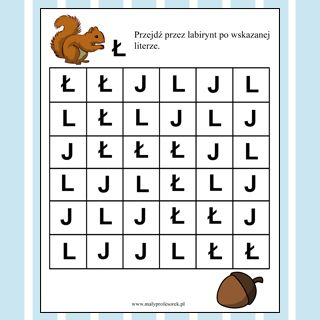 Ł
Przejdź przez labirynt po wskazanej
literze.
Ł Ł J L J L
L Ł L J L J
J Ł Ł Ł J L
L J L Ł L L
J L J Ł Ł J
L J J L Ł Ł
www.malyprofesorek.pl